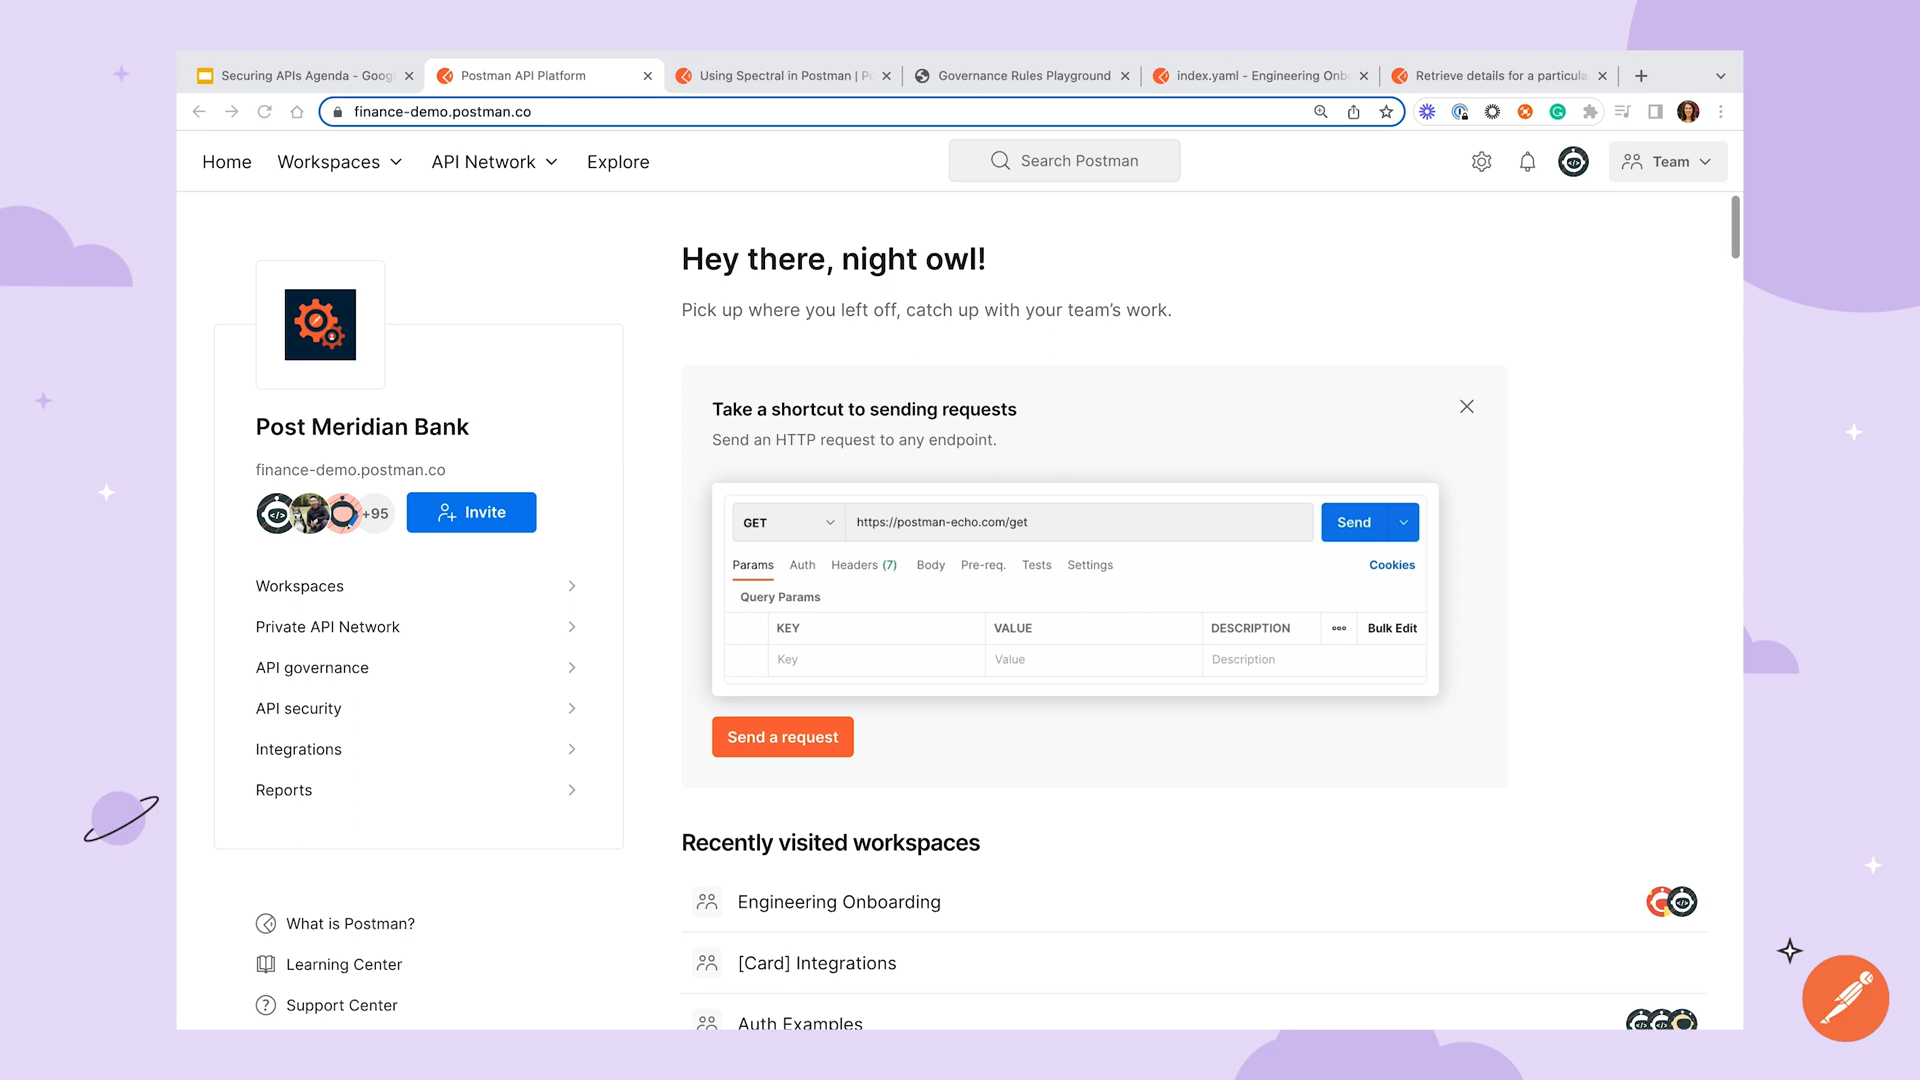 Securing APIs Agenda - Goog
Postman API Platform
Using Spectral in Postman | Po
Governance Rules Playground
index.yaml - Engineering Onb
Retrieve details for a particula
finance-demo.postman.co
Home
Workspaces
API Network
Explore
Search Postman
Team
Hey there, night owl!
Pick up where you left off, catch up with your team's work.
Post Meridian Bank
finance-demo.postman.co
+95
Invite
Workspaces
Private API Network
API governance
API security
Integrations
Reports
What is Postman?
Learning Center
Support Center
Take a shortcut to sending requests
Send an HTTP request to any endpoint.
GET
https://postman-echo.com/get
Send
Params
Auth
Headers (7)
Body
Pre-req.
Tests
Settings
Cookies
Query Params
KEY
VALUE
DESCRIPTION
Bulk Edit
Key
Value
Description
Send a request
Recently visited workspaces
Engineering Onboarding
[Card] Integrations
Auth Examples